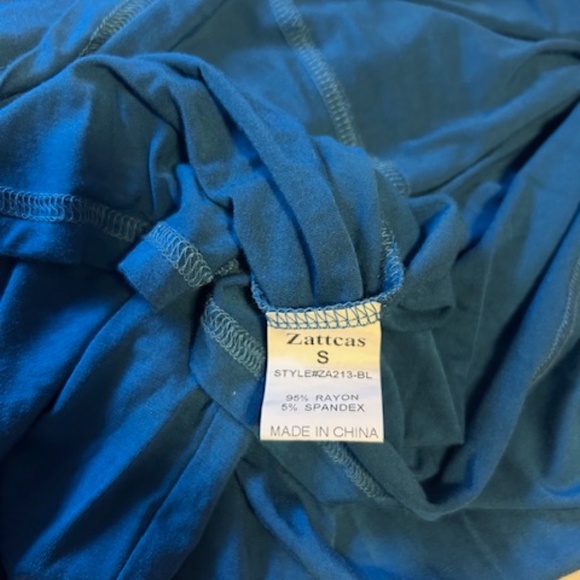 Zattcas
S
STYLE#ZA213-BL
95% RAYON
5% SPANDEX
MADE IN CHINA